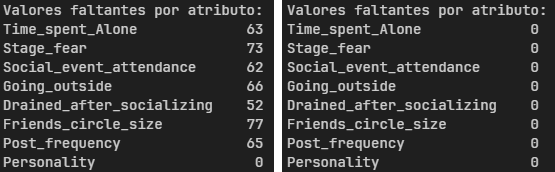 Valores faltantes por atributo:
Time_spent_Alone 63
Stage_fear 73
Social_event_attendance 62
Going_outside 66
Drained_after_socializing 52
Friends_circle_size 77
Post_frequency 65
Personality 0
Valores faltantes por atributo:
Time_spent_Alone 0
Stage_fear 0
Social_event_attendance 0
Going_outside 0
Drained_after_socializing 0
Friends_circle_size 0
Post_frequency 0
Personality 0